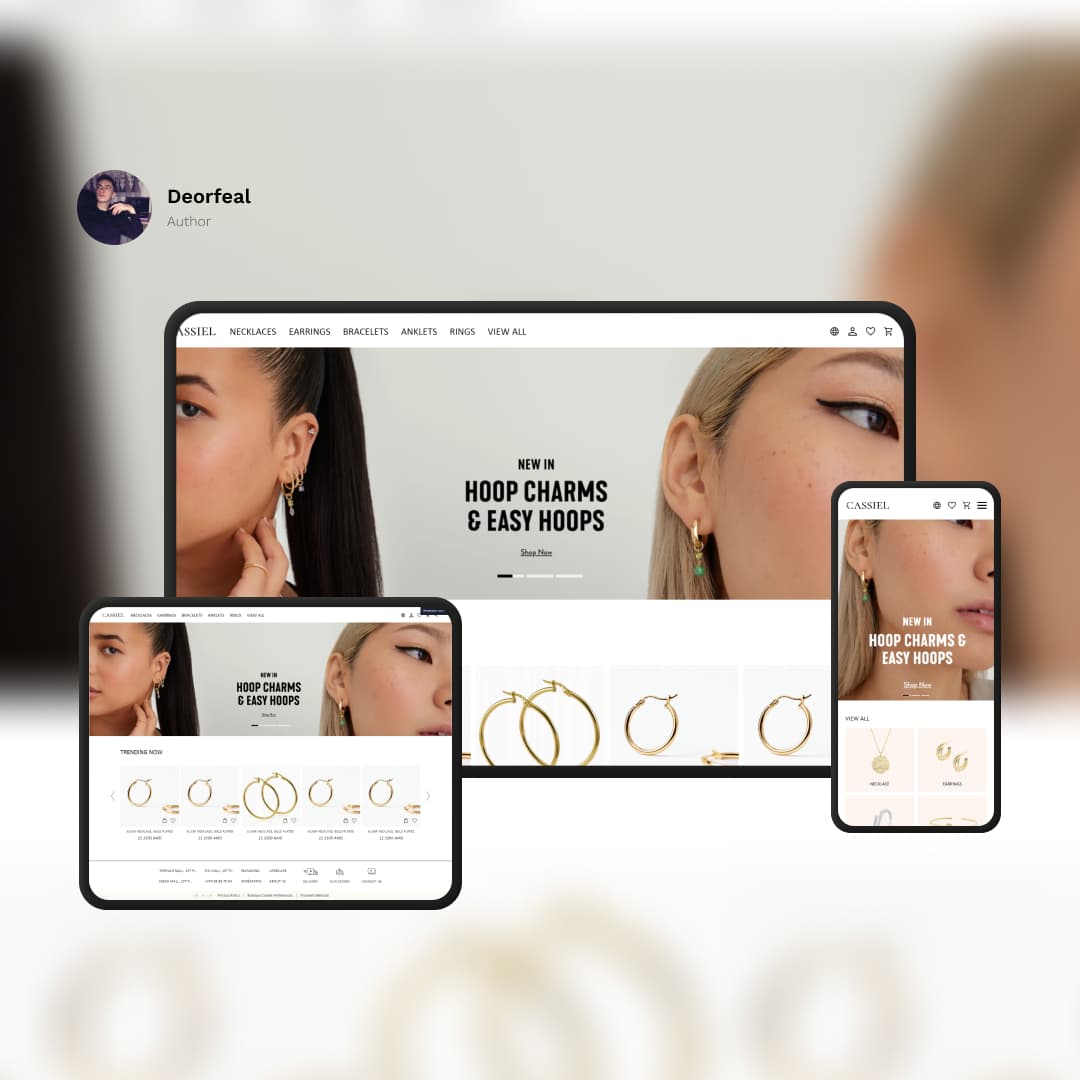 Deorfeal
Author
ASSIEL NECKLACES EARRINGS BRACELETS ANKLETS RINGS VIEW ALL
NEW IN
HOOP CHARMS
& EASY HOOPS
Shop Now
CASSIEL
NEW IN
HOOP CHARMS &
EASY HOOPS
Shop Now
VIEW ALL
NECKLACE EARRINGS
CASSIEL NECKLACES EARRINGS BRACELETS ANKLETS RINGS VIEW ALL
NEW IN
HOOP CHARMS
& EASY HOOPS
Shop Now
TRENDING NOW